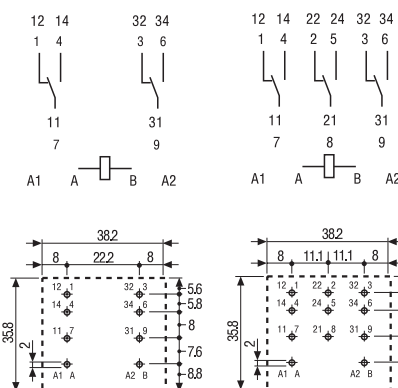 12 14 32 34
1 4 3 6
11 31
7 9
A1 A B A2
12 14 22 24 32 34
1 4 2 5 3 6
11 21 31
7 8 9
A1 A B A2
38.2
8 22.2 8
12 1 32 3
14 4 34 6
11 7 31 9
A1 A A2 B
35.8
2
5.6
5.8
8
7.6
8.8
38.2
8 11.1 11.1 8
12 1 22 2 32 3
14 4 24 5 34 6
11 7 21 8 31 9
A1 A A2 B
35.8
2